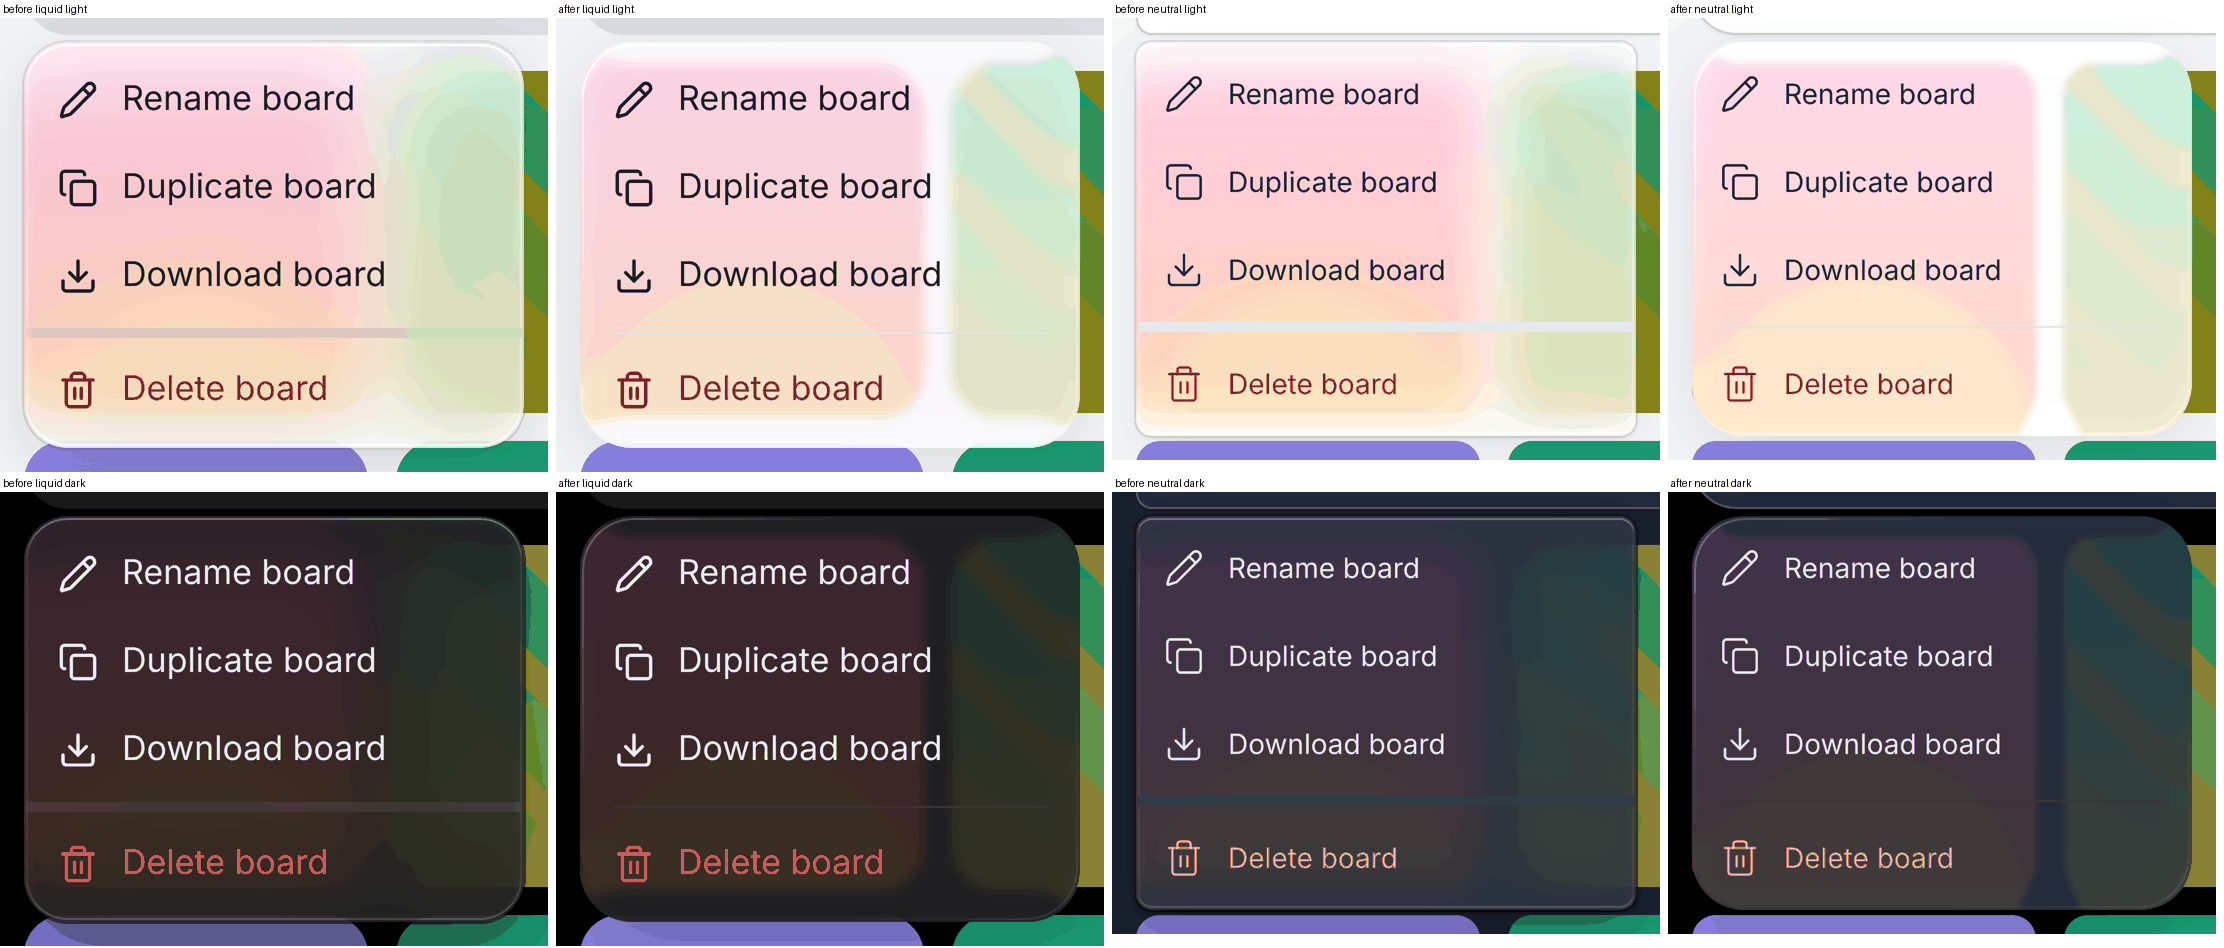 before liquid light
Rename board
Duplicate board
Download board
Delete board
after liquid light
Rename board
Duplicate board
Download board
Delete board
before neutral light
Rename board
Duplicate board
Download board
Delete board
after neutral light
Rename board
Duplicate board
Download board
Delete board
before liquid dark
Rename board
Duplicate board
Download board
Delete board
after liquid dark
Rename board
Duplicate board
Download board
Delete board
before neutral dark
Rename board
Duplicate board
Download board
Delete board
after neutral dark
Rename board
Duplicate board
Download board
Delete board